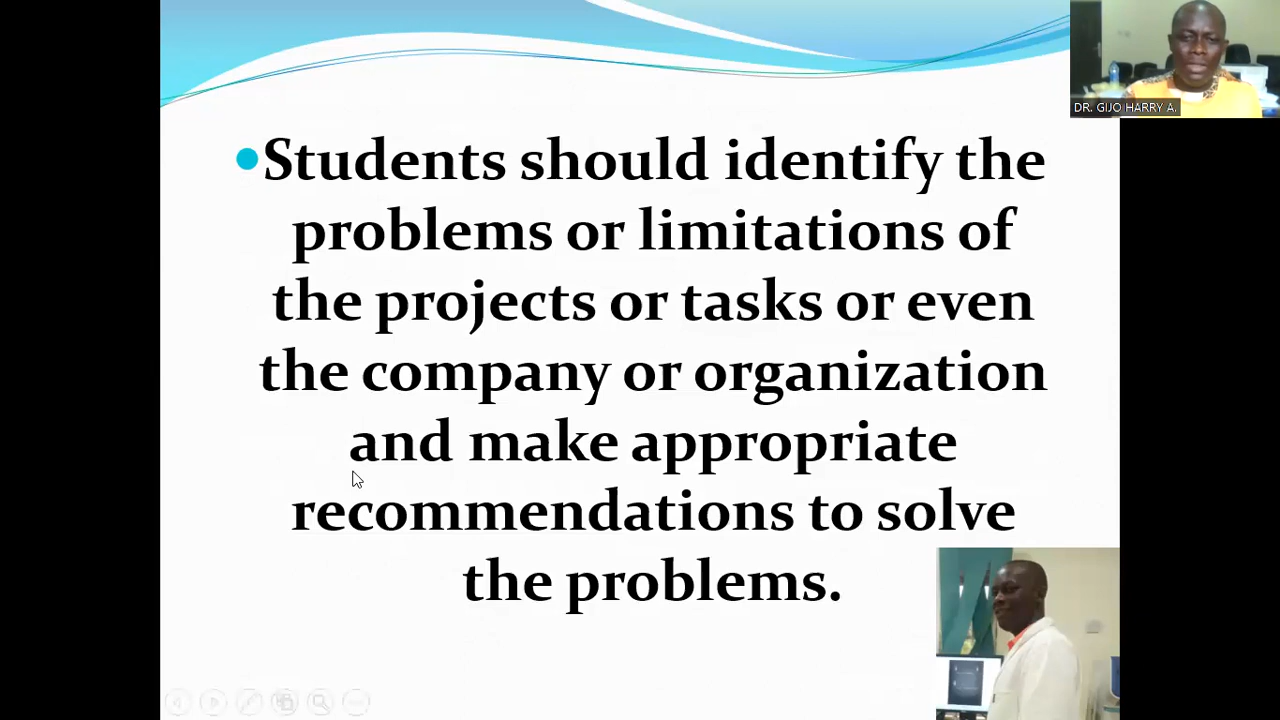 DR. GIJO HARRY A.
•Students should identify the
problems or limitations of
the projects or tasks or even
the company or organization
and make appropriate
recommendations to solve
the problems.